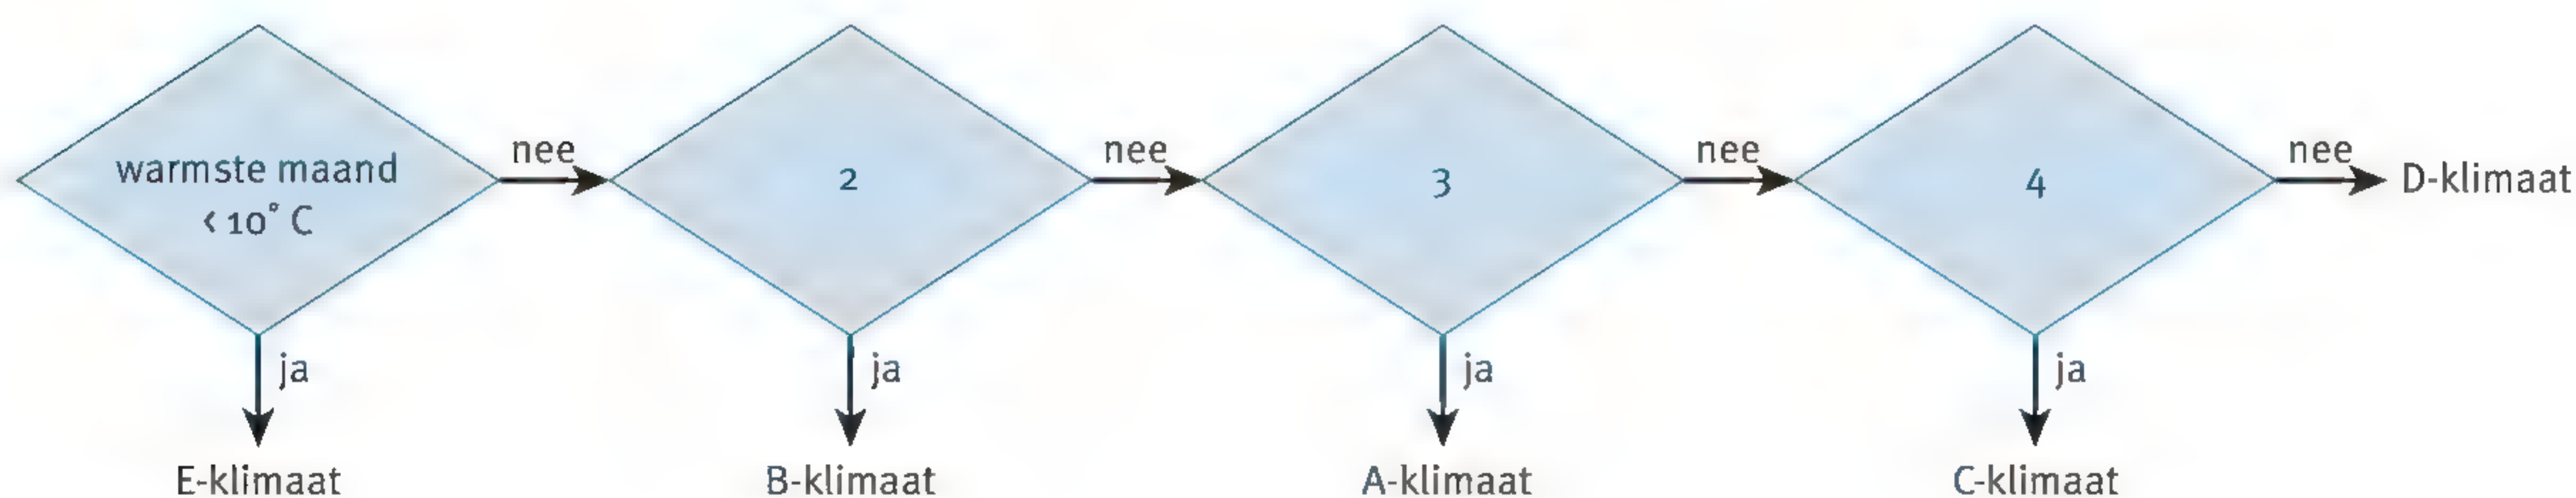 warmste maand
< 10° C
nee
2
nee
3
nee
4
nee
D-klimaat
ja
ja
ja
ja
E-klimaat
B-klimaat
A-klimaat
C-klimaat